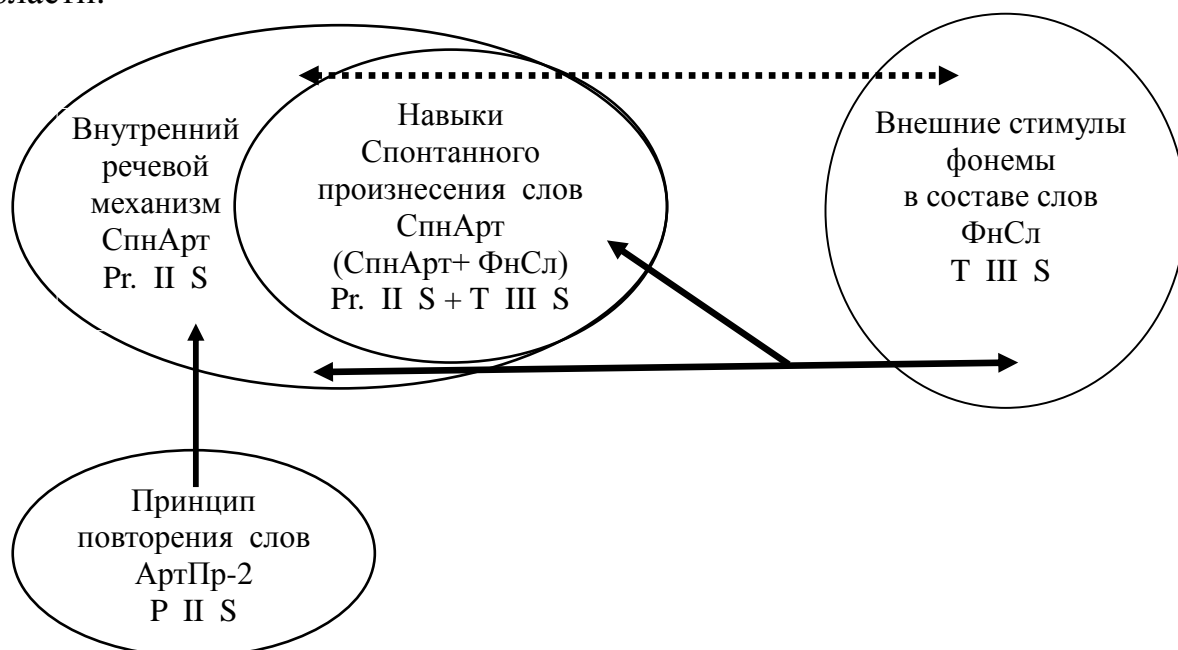 Внутренний
речевой
механизм
СпнАрт
Pr. II S
Навыки
Спонтанного
произнесения слов
СпнАрт
(СпнАрт+ ФнСл)
Pr. II S + T III S
Внешние стимулы
фонемы
в составе слов
ФнСл
T III S
Принцип
повторения слов
АртПр-2
P II S